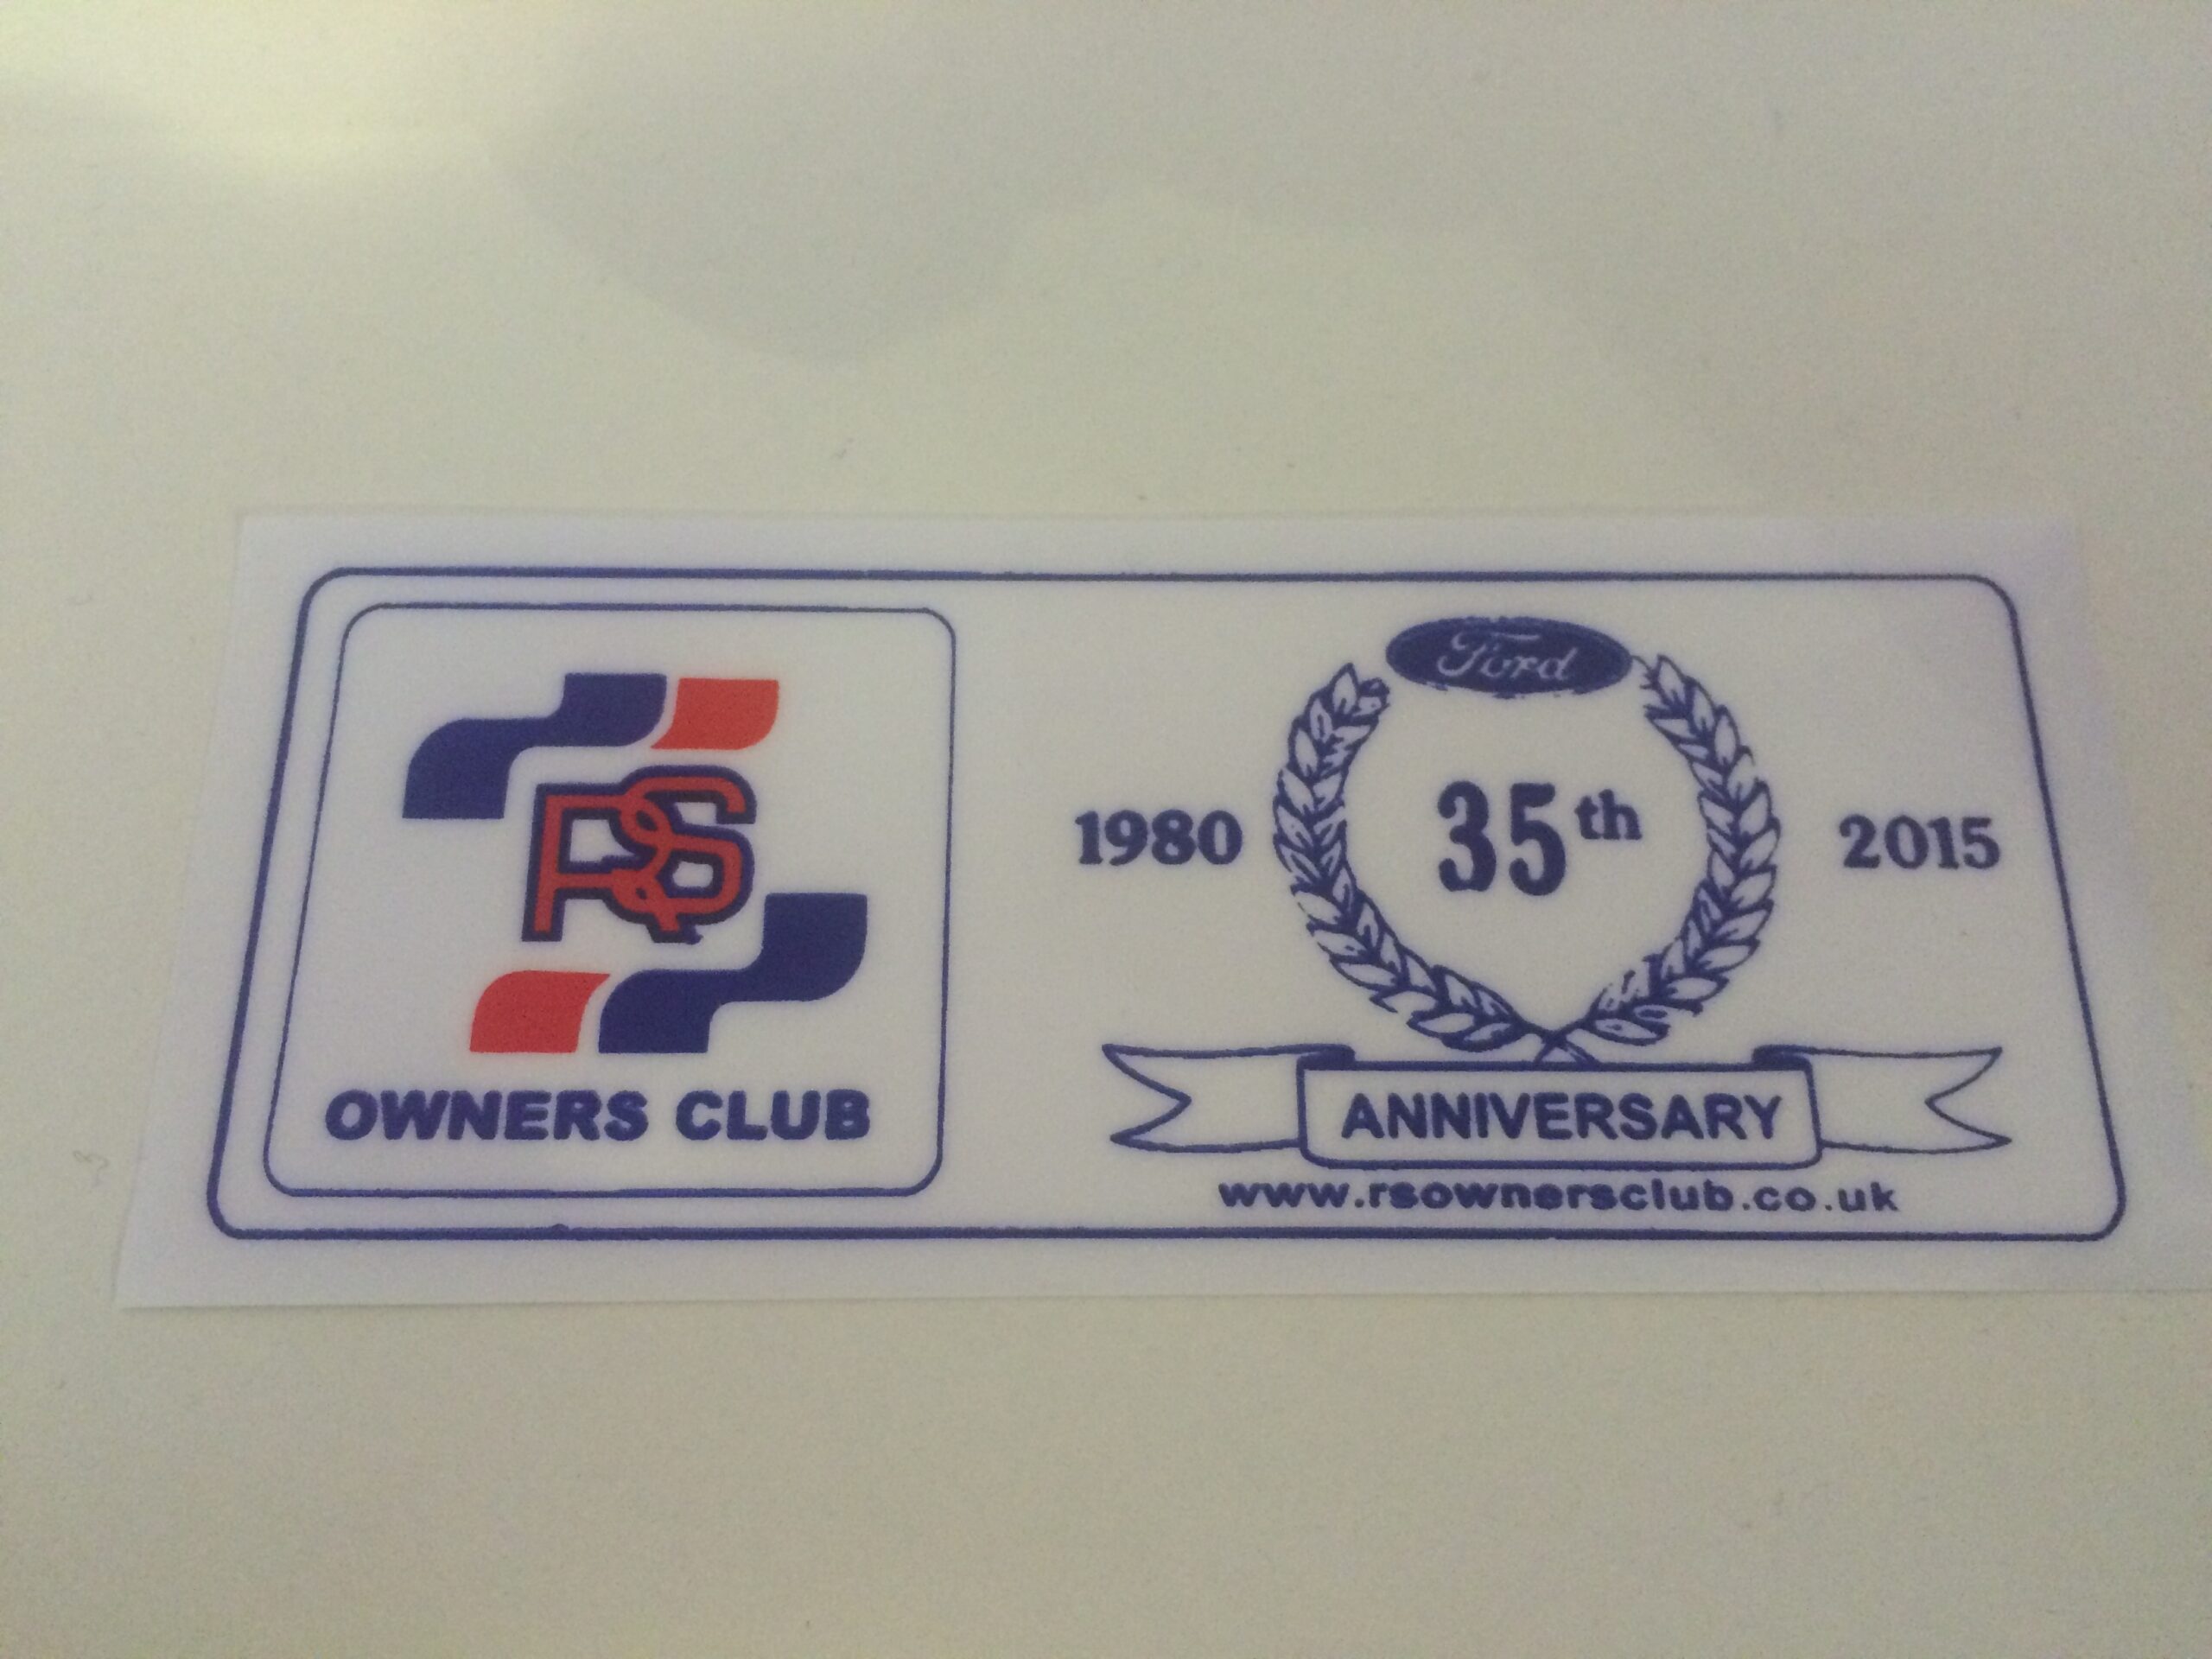 RS
OWNERS CLUB
Ford
1980 35th 2015
ANNIVERSARY
www.rsownersclub.co.uk